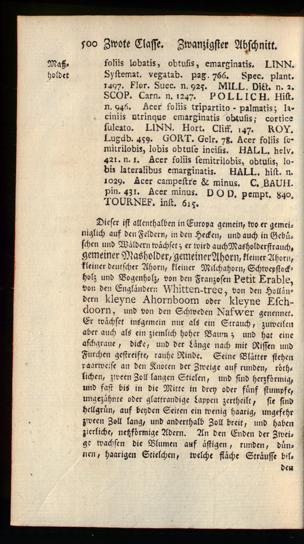 500 Zwote Classe. Zwanzigster Abschnitt.
Maß-
holder
foliis lobatis, obtusis, emarginatis. LINN.
Systemat. vegetab. pag. 766. Spec. plant.
1497. Flor. Suec. n. 925. MILL. Dict. n. 2.
SCOP. Carn. n. 1247. POLLICH. Hist.
n. 946. Acer foliis tripartito-palmatis; la-
ciniis utrinque emarginatis obtusis; cortice
sulcato. LINN. Hort. Cliff. 147. ROY.
Lugdb. 459. GORT. Gelr. 78. Acer foliis se-
mitrilobis, lobis obtuse incisis. HALL. helv.
421. n. 1. Acer foliis semitrilobis, obtusis, lo-
bis lateralibus emarginatis. HALL. hist. n.
1029. Acer campestre & minus. C. BAUH.
pin. 431. Acer minus. DOD. pempt. 840.
TOURNEF. inst. 615.
Dieser ist allenthalben in Europa gemein, wo er gemei-
niglich auf den Feldern, in den Hecken, und auch in Gebü-
schen und Wäldern wächset; er wird auch Masholderstrauch,
gemeiner Masholder, gemeiner Ahorn, kleiner Ahorn,
kleiner deutscher Ahorn, kleiner Milchahorn, Schreppstock-
holz und Bogenholz, von den Franzosen Petit Erable,
von den Engländern Whitten-tree, von den Hollän-
dern kleyne Ahornboom oder kleyne Esch-
doorn, und von den Schweden Nafwer genennet.
Er wächset insgemein nur als ein Strauch, zuweilen
aber auch als ein ziemlich hoher Baum; und hat eine
aschgraue, dicke, und der Länge nach mit Rissen und
Furchen gestreifte, rauhe Rinde. Seine Blätter stehen
paarweise an den Knoten der Zweige auf runden, röth-
lichen, zween Zoll langen Stielen, und sind herzförmig,
und fast bis in die Mitte in drey oder fünf stumpfe,
ungezähnte oder glattrandige Lappen zertheilt, sie sind
hellgrün, auf beyden Seiten ein wenig haarig, ungefehr
zween Zoll lang, und anderthalb Zoll breit, und haben
zierliche, netzförmige Adern. An den Enden der Zwei-
ge wachsen die Blumen auf ästigen, runden, dün-
nen, haarigen Stielchen, welche flache Sträusse bil-
den